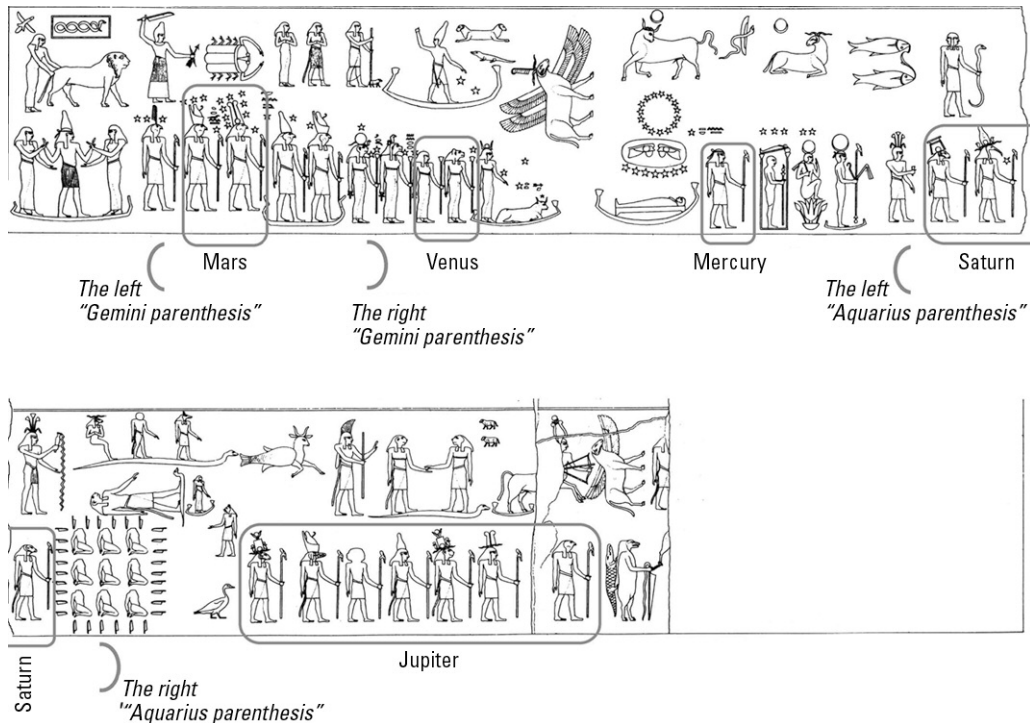 Mars
Venus
Mercury
Saturn
The left
“Gemini parenthesis”
The right
“Gemini parenthesis”
The left
“Aquarius parenthesis”
Saturn
Jupiter
The right
'“Aquarius parenthesis”